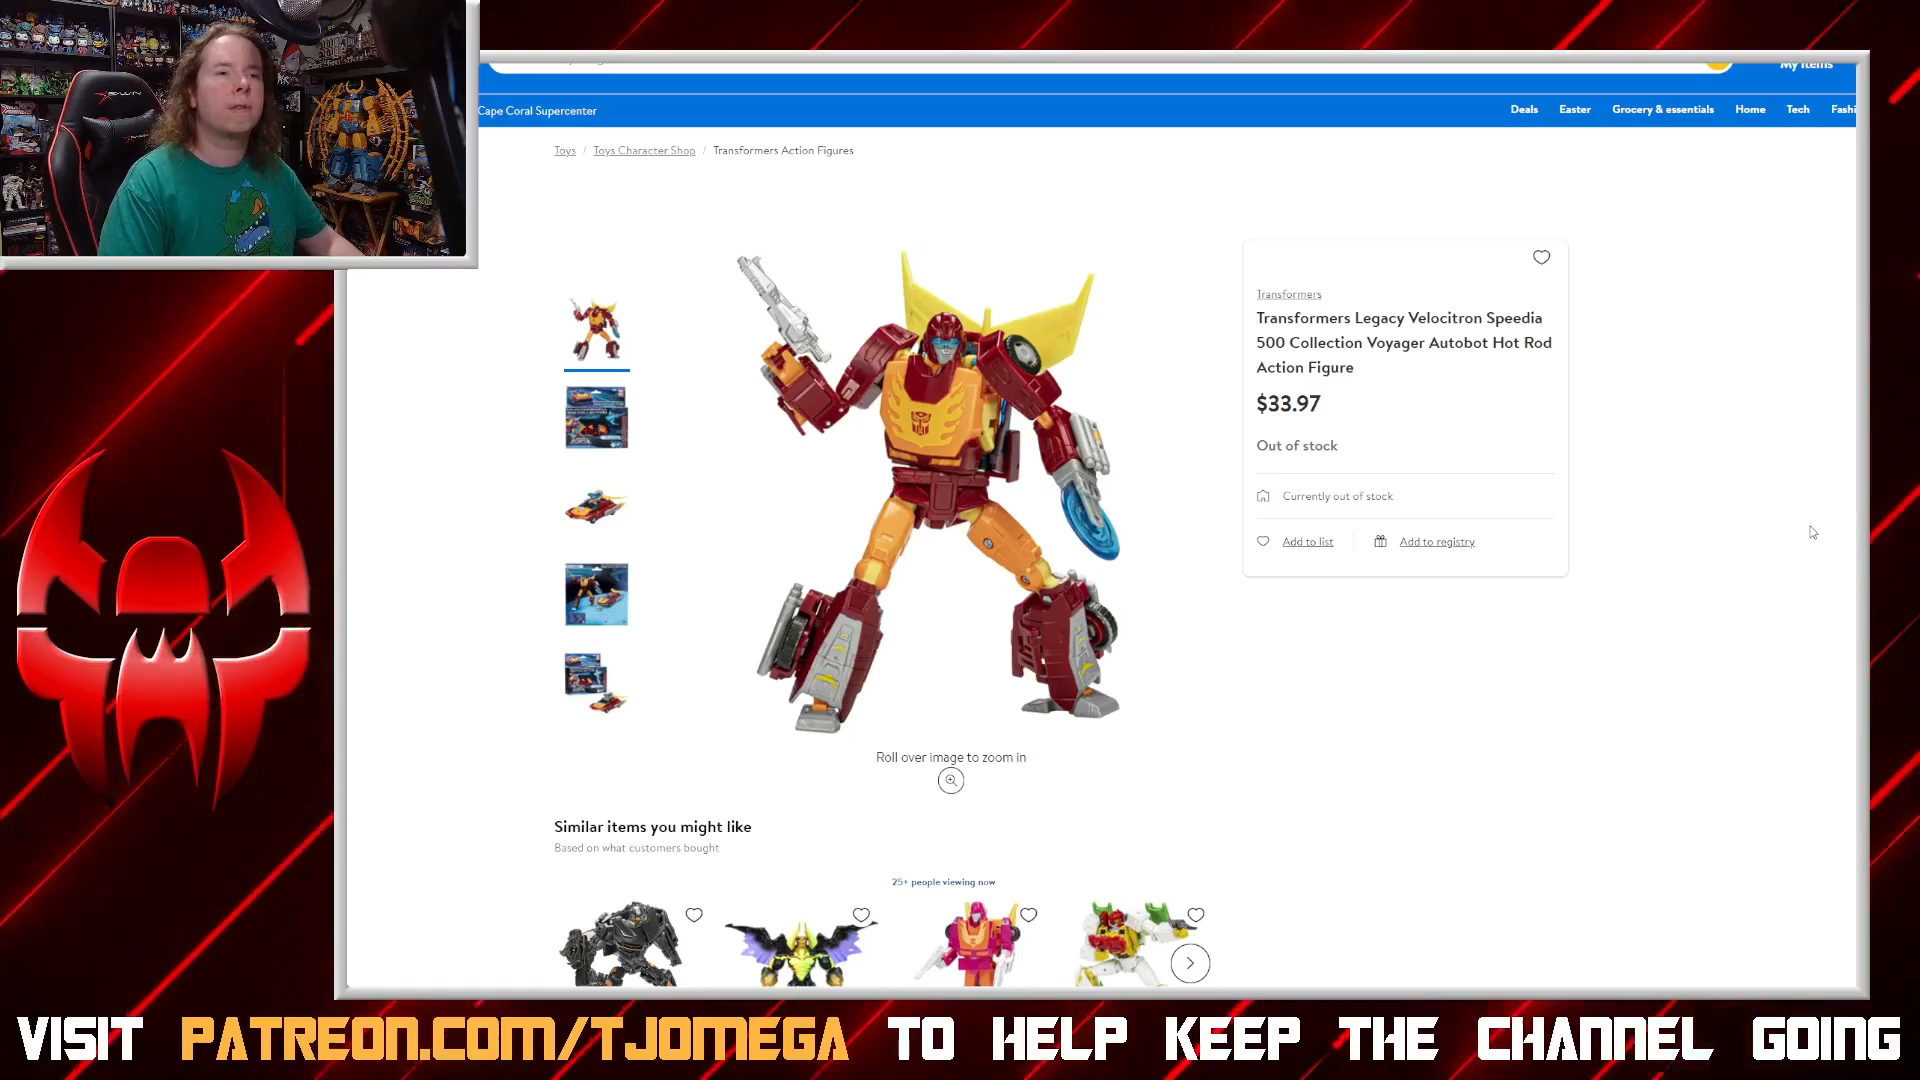 My Items
Cape Coral Supercenter
Deals
Easter
Grocery & essentials
Home
Tech
Fashi
Toys / Toys Character Shop / Transformers Action Figures
Transformers
Transformers Legacy Velocitron Speedia
500 Collection Voyager Autobot Hot Rod
Action Figure
$33.97
Out of stock
Currently out of stock
Add to list
Add to registry
Roll over image to zoom in
Similar items you might like
Based on what customers bought
25+ people viewing now
VISIT PATREON.COM/TJOMEGA TO HELP KEEP THE CHANNEL GOING